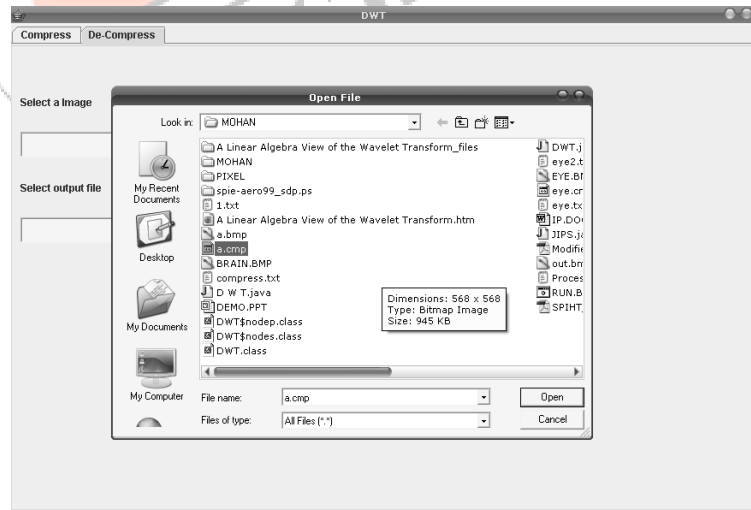 DWT
Compress De-Compress
Select a Image
Select output file
Open File
Look in: MOHAN
My Recent Documents
Desktop
My Documents
My Computer
A Linear Algebra View of the Wavelet Transform_files
MOHAN
PIXEL
spie-aero99_sdp.ps
1.txt
A Linear Algebra View of the Wavelet Transform.htm
a.bmp
a.cmp
BRAIN.BMP
compress.txt
D W T.java
DEMO.PPT
DWT$nodep.class
DWT$nodes.class
DWT.class
DWT.j
eye2.t
EYE.B
eye.cr
eye.tx
IP.DO
JIPS.j
Modifie
out.bn
Proces
RUN.B
SPIHT
Dimensions: 568 x 568
Type: Bitmap Image
Size: 945 KB
File name: a.cmp
Open
Files of type: All Files (*.*)
Cancel